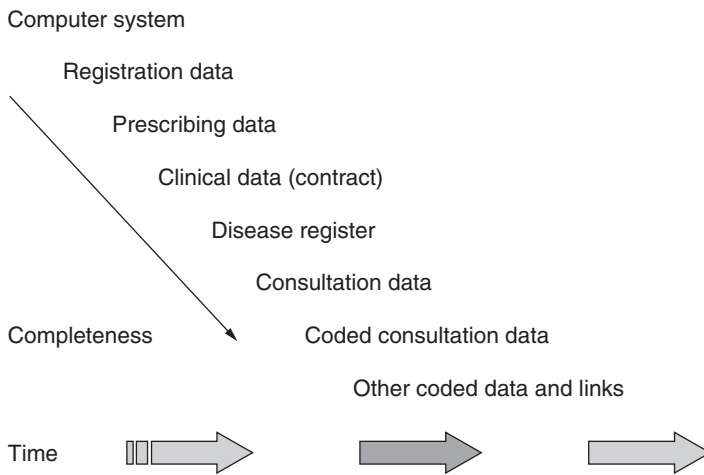 Computer system
Registration data
Prescribing data
Clinical data (contract)
Disease register
Consultation data
Completeness Coded consultation data
Other coded data and links
Time